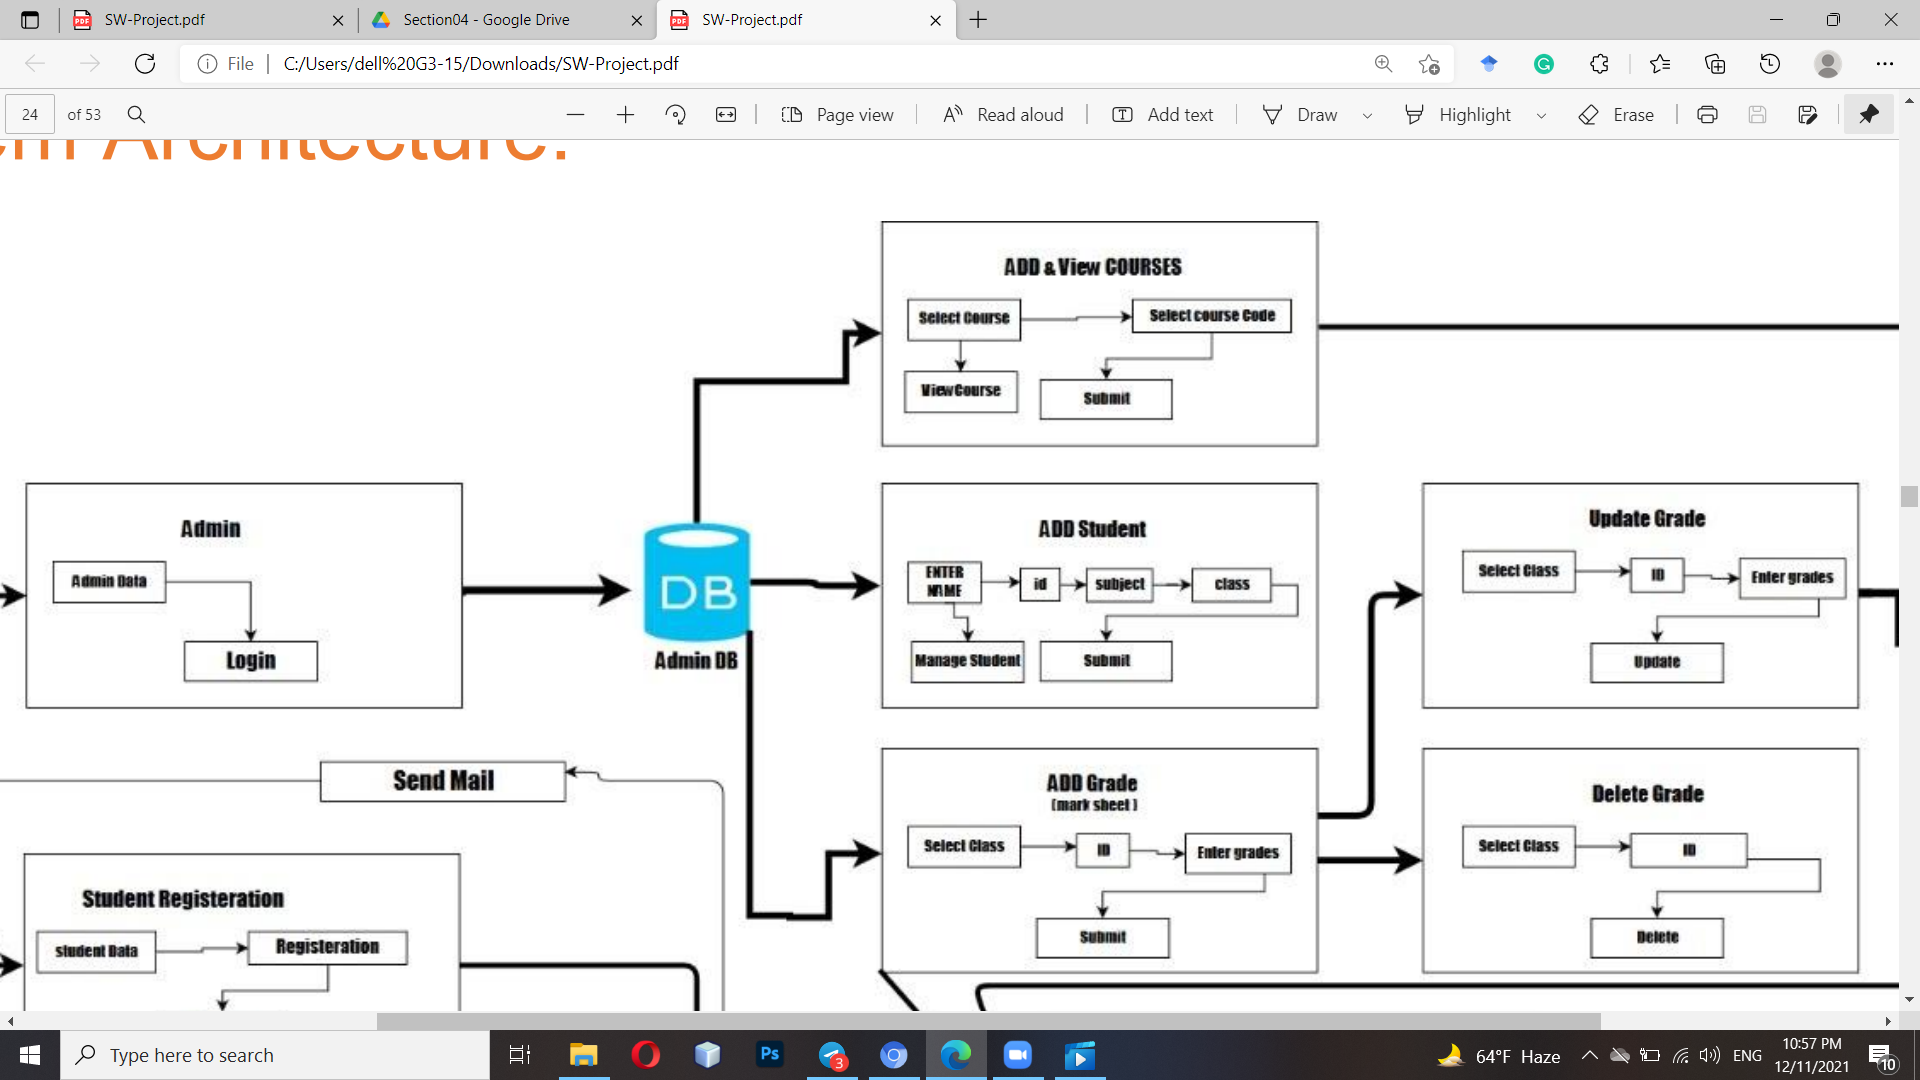 SW-Project.pdf
Section04 - Google Drive
SW-Project.pdf
File
C:/Users/dell%20G3-15/Downloads/SW-Project.pdf
24
of 53
Page view
Read aloud
Add text
Draw
Highlight
Erase
Architecture:
ADD & View COURSES
Select Course
Select course Code
ViewCourse
Submit
Admin
Admin Data
Login
DB
Admin DB
ADD Student
ENTER
NAME
id
subject
class
Manage Student
Submit
Update Grade
Select Class
ID
Enter grades
Update
Send Mail
ADD Grade
(mark sheet )
Select Class
ID
Enter grades
Submit
Delete Grade
Select Class
ID
Delete
Student Registeration
student Data
Registeration
Type here to search
Ps
3
64°F Haze
ENG
10:57 PM
12/11/2021
10